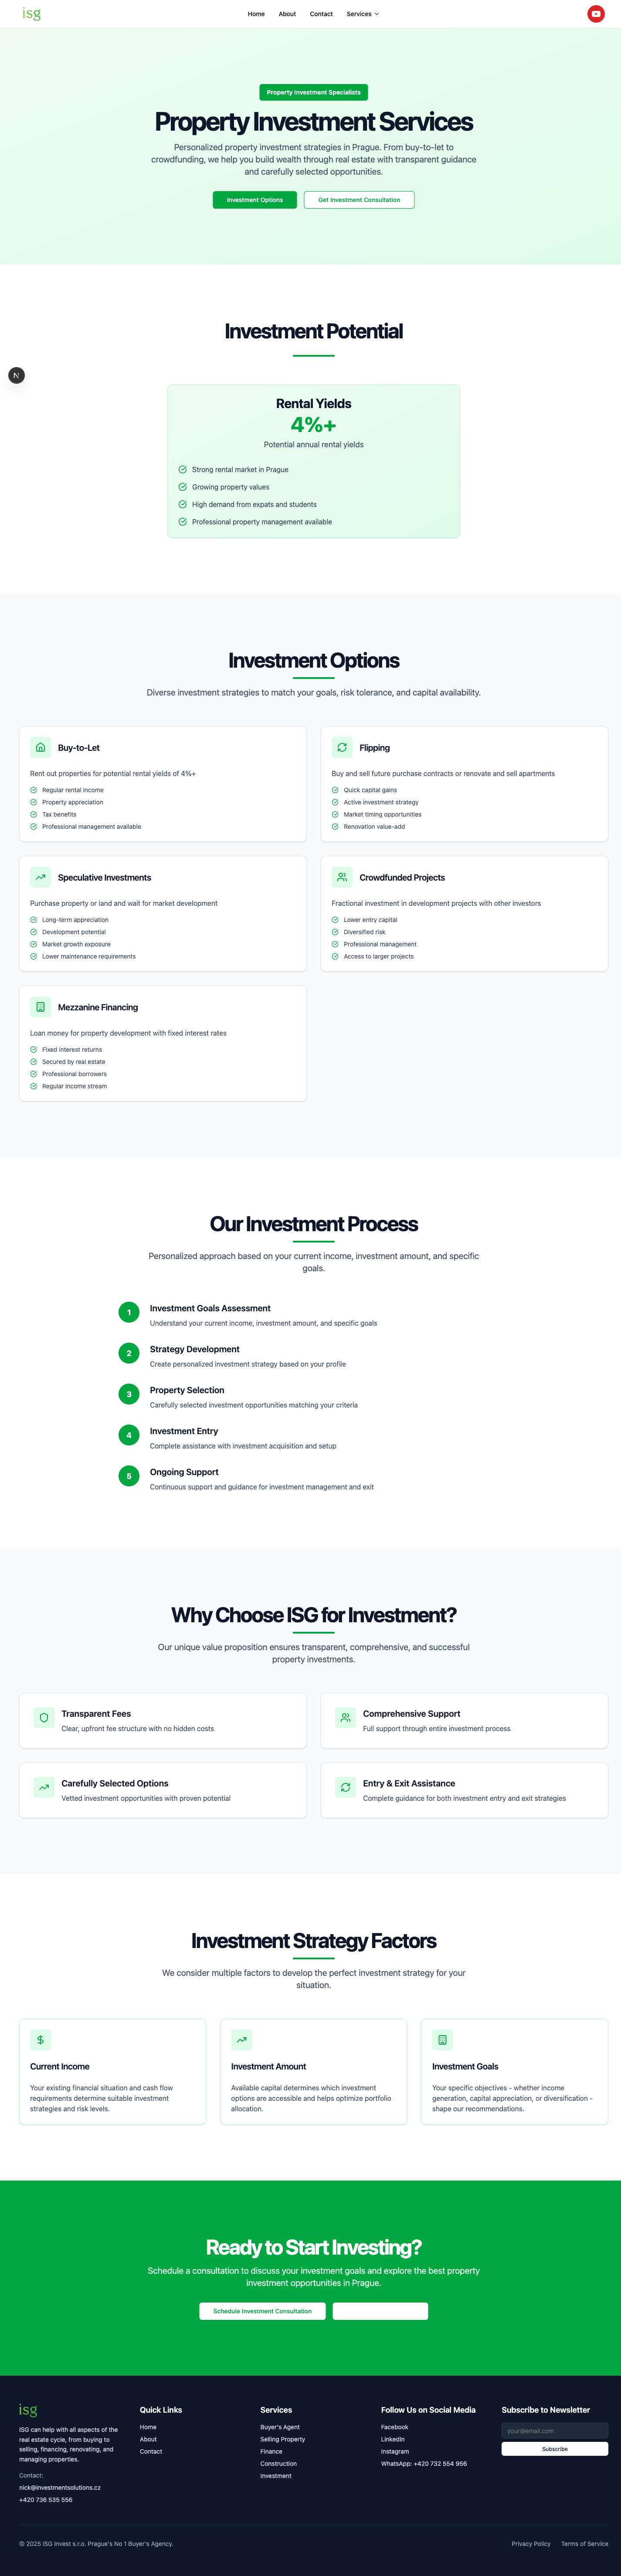 isg
Home
About
Contact
Services
Property Investment Specialists
Property Investment Services
Personalized property investment strategies in Prague. From buy-to-let to
crowdfunding, we help you build wealth through real estate with transparent guidance
and carefully selected opportunities.
Investment Options
Get Investment Consultation
Investment Potential
N
Rental Yields
4%+
Potential annual rental yields
Strong rental market in Prague
Growing property values
High demand from expats and students
Professional property management available
Investment Options
Diverse investment strategies to match your goals, risk tolerance, and capital availability.
Buy-to-Let
Rent out properties for potential rental yields of 4%+
Regular rental income
Property appreciation
Tax benefits
Professional management available
Flipping
Buy and sell future purchase contracts or renovate and sell apartments
Quick capital gains
Active investment strategy
Market timing opportunities
Renovation value-add
Speculative Investments
Purchase property or land and wait for market development
Long-term appreciation
Development potential
Market growth exposure
Lower maintenance requirements
Crowdfunded Projects
Fractional investment in development projects with other investors
Lower entry capital
Diversified risk
Professional management
Access to larger projects
Mezzanine Financing
Loan money for property development with fixed interest rates
Fixed interest returns
Secured by real estate
Professional borrowers
Regular income stream
Our Investment Process
Personalized approach based on your current income, investment amount, and specific
goals.
1
Investment Goals Assessment
Understand your current income, investment amount, and specific goals
2
Strategy Development
Create personalized investment strategy based on your profile
3
Property Selection
Carefully selected investment opportunities matching your criteria
4
Investment Entry
Complete assistance with investment acquisition and setup
5
Ongoing Support
Continuous support and guidance for investment management and exit
Why Choose ISG for Investment?
Our unique value proposition ensures transparent, comprehensive, and successful
property investments.
Transparent Fees
Clear, upfront fee structure with no hidden costs
Comprehensive Support
Full support through entire investment process
Carefully Selected Options
Vetted investment opportunities with proven potential
Entry & Exit Assistance
Complete guidance for both investment entry and exit strategies
Investment Strategy Factors
We consider multiple factors to develop the perfect investment strategy for your
situation.
Current Income
Your existing financial situation and cash flow
requirements determine suitable investment
strategies and risk levels.
Investment Amount
Available capital determines which investment
options are accessible and helps optimize portfolio
allocation.
Investment Goals
Your specific objectives - whether income
generation, capital appreciation, or diversification -
shape our recommendations.
Ready to Start Investing?
Schedule a consultation to discuss your investment goals and explore the best property
investment opportunities in Prague.
Schedule Investment Consultation
isg
ISG can help with all aspects of the
real estate cycle, from buying to
selling, financing, renovating, and
managing properties.
Contact:
nick@investmentsolutions.cz
+420 736 535 556
Quick Links
Home
About
Contact
Services
Buyer's Agent
Selling Property
Finance
Construction
Investment
Follow Us on Social Media
Facebook
LinkedIn
Instagram
WhatsApp: +420 732 554 956
Subscribe to Newsletter
your@email.com
Subscribe
© 2025 ISG Invest s.r.o. Prague's No 1 Buyer's Agency.
Privacy Policy
Terms of Service